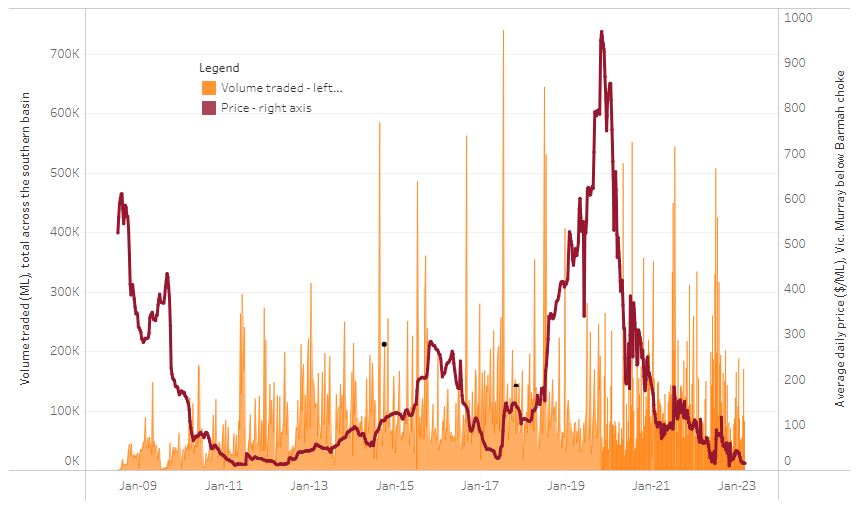 Volume traded (ML), total across the southern basin
700K
600K
500K
400K
300K
200K
100K
0K
Legend
Volume traded - left...
Price - right axis
1000
900
800
700
600
500
400
300
200
100
0
Average daily price ($/ML), Vic. Murray below Barmah choke
Jan-09
Jan-11
Jan-13
Jan-15
Jan-17
Jan-19
Jan-21
Jan-23